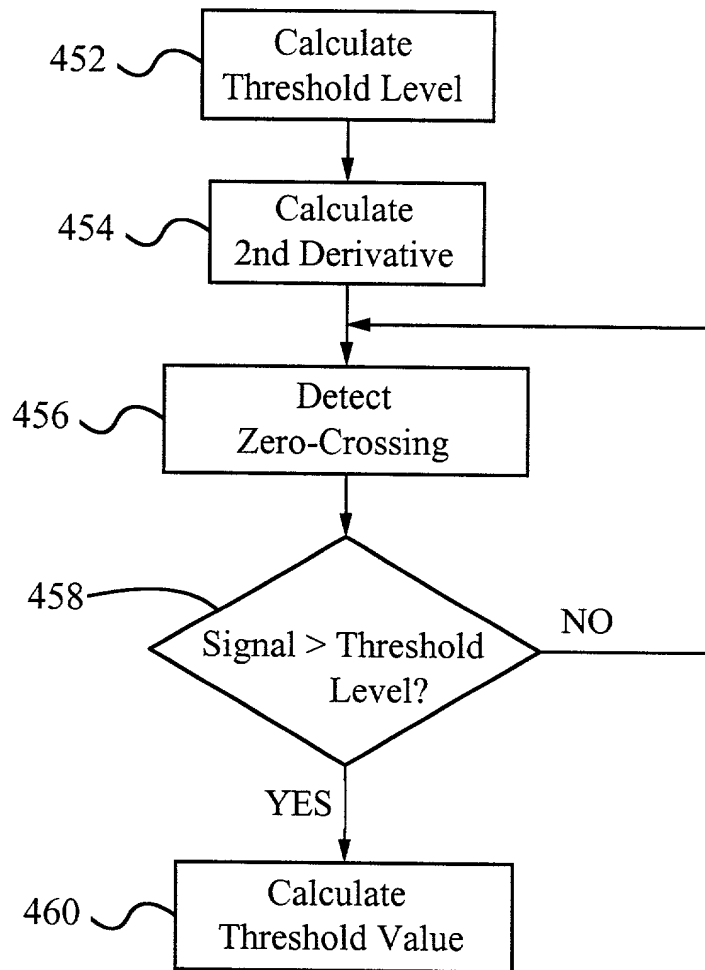 452
Calculate
Threshold Level
454
Calculate
2nd Derivative
456
Detect
Zero-Crossing
458
Signal > Threshold
Level?
NO
YES
460
Calculate
Threshold Value